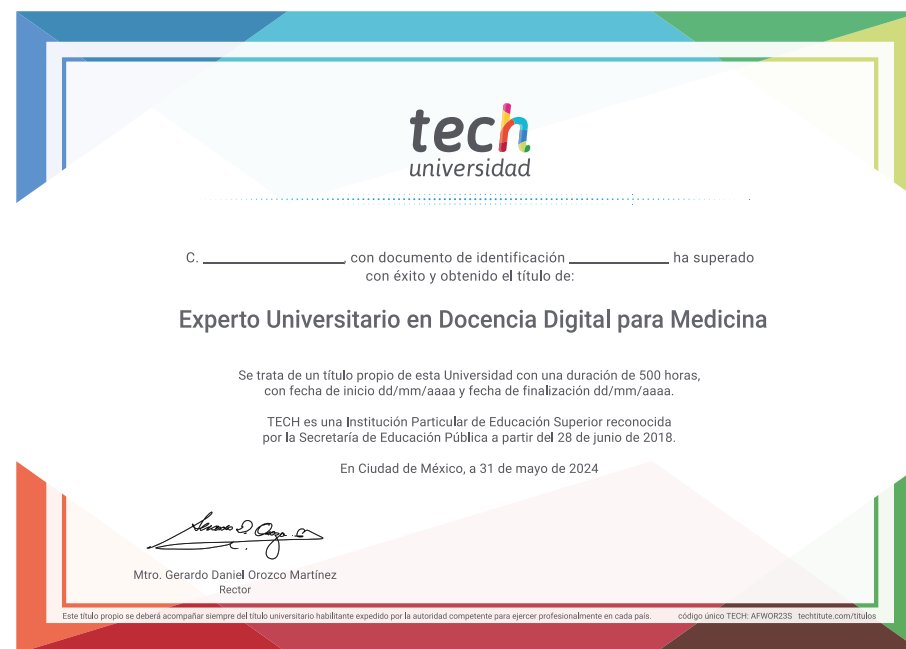 tech
universidad
C. ____________________, con documento de identificación ______________ ha superado
con éxito y obtenido el título de:
Experto Universitario en Docencia Digital para Medicina
Se trata de un título propio de esta Universidad con una duración de 500 horas,
con fecha de inicio dd/mm/aaaa y fecha de finalización dd/mm/aaaa.
TECH es una Institución Particular de Educación Superior reconocida
por la Secretaría de Educación Pública a partir del 28 de junio de 2018.
En Ciudad de México, a 31 de mayo de 2024
Mtro. Gerardo Daniel Orozco Martínez
Rector
Este título propio se deberá acompañar siempre del título universitario habilitante expedido por la autoridad competente para ejercer profesionalmente en cada país. código único TECH: AFWOR23S techtitute.com/titulos